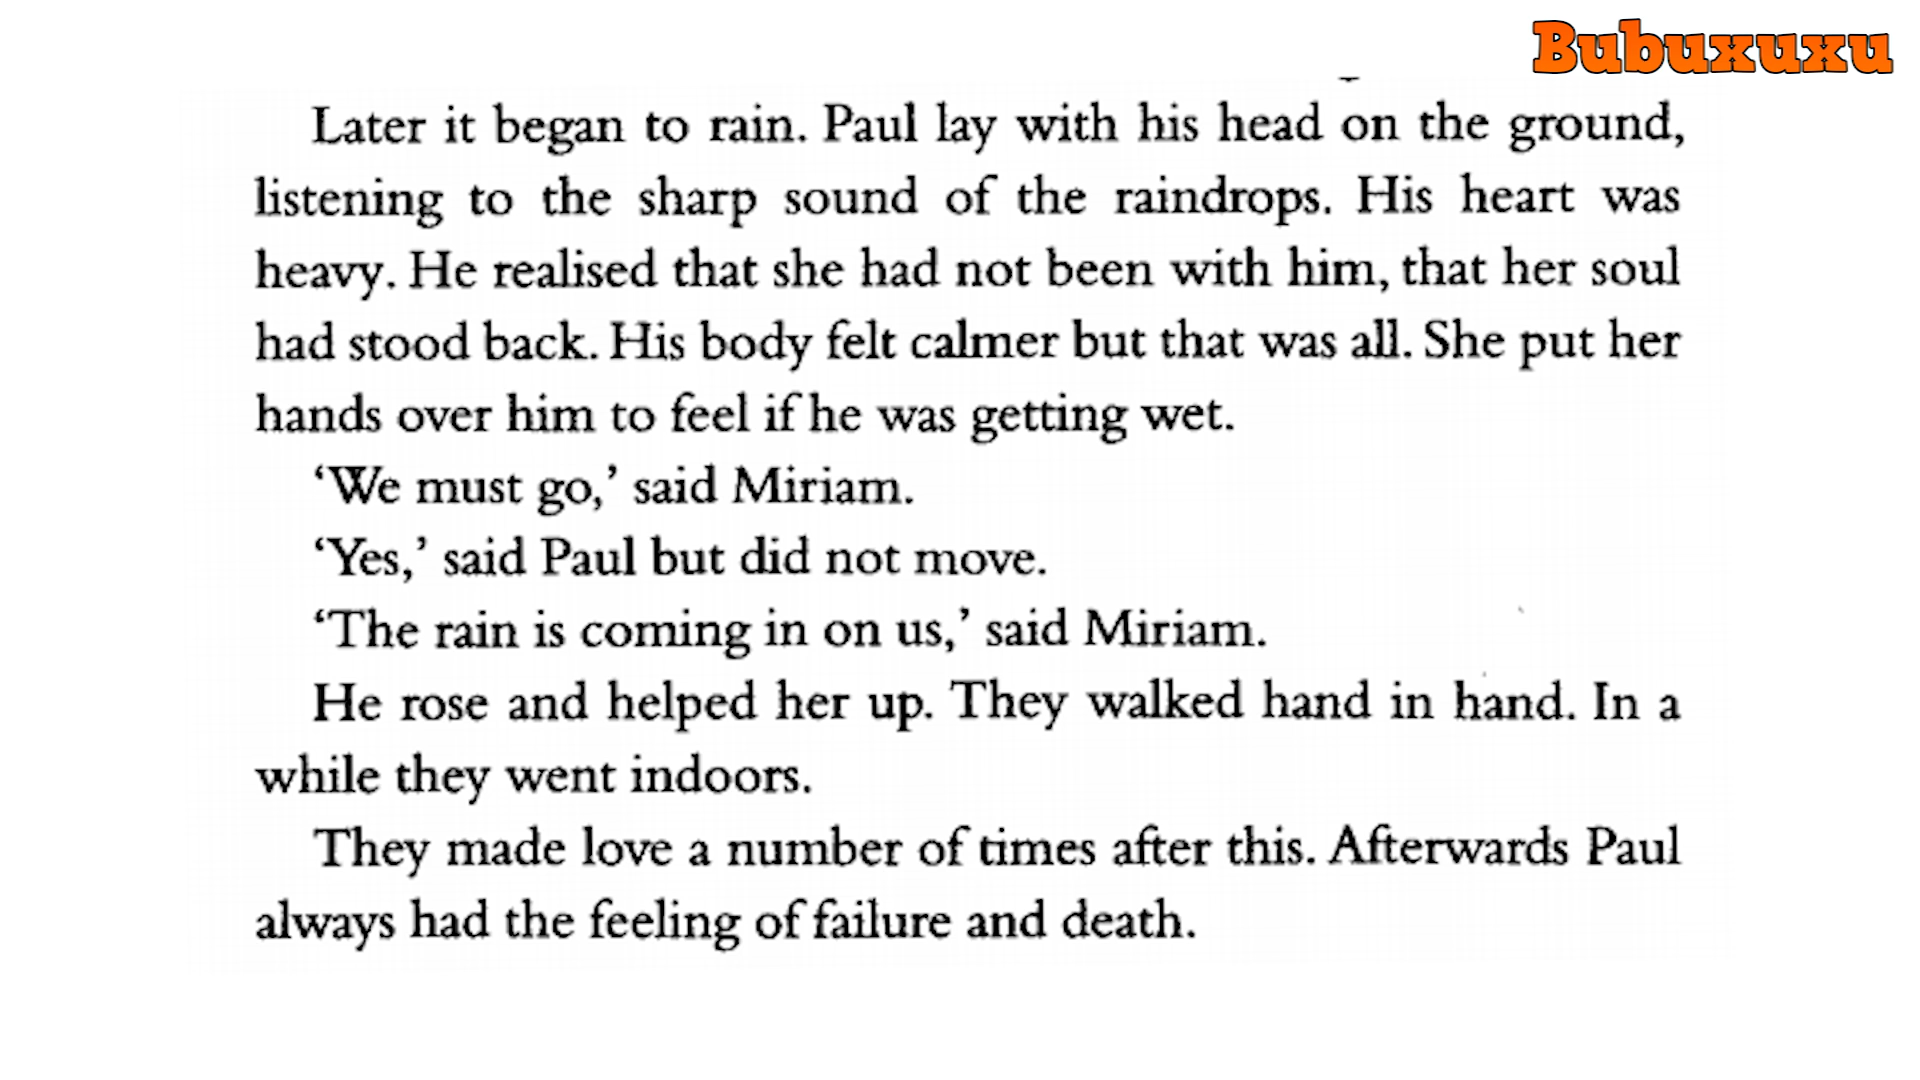 Bubuxuxu
Later it began to rain. Paul lay with his head on the ground,
listening to the sharp sound of the raindrops. His heart was
heavy. He realised that she had not been with him, that her soul
had stood back. His body felt calmer but that was all. She put her
hands over him to feel if he was getting wet.
‘We must go,’ said Miriam.
‘Yes,’ said Paul but did not move.
‘The rain is coming in on us,’ said Miriam.
He rose and helped her up. They walked hand in hand. In a
while they went indoors.
They made love a number of times after this. Afterwards Paul
always had the feeling of failure and death.